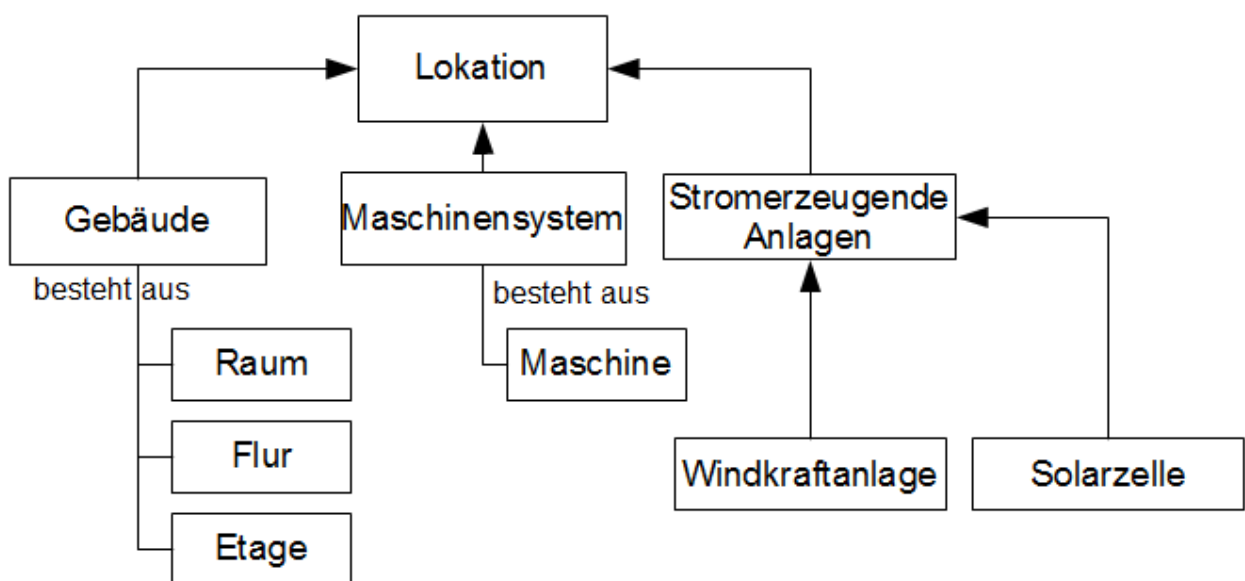 Lokation
Gebäude
Maschinensystem
Stromerzeugende
Anlagen
besteht aus
besteht aus
Raum
Maschine
Flur
Windkraftanlage
Solarzelle
Etage